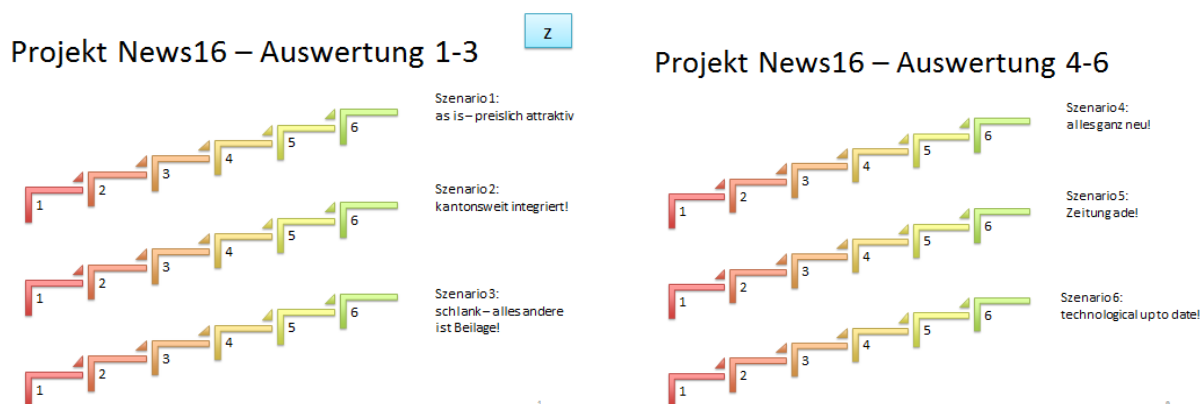 Z
Projekt News16 – Auswertung 1-3
Szenario 1:
as is – preislich attraktiv
1 2 3 4 5 6
Szenario 2:
kantonsweit integriert!
1 2 3 4 5 6
Szenario 3:
schlank – alles andere
ist Beilage!
1 2 3 4 5 6
Projekt News16 – Auswertung 4-6
Szenario 4:
alles ganz neu!
1 2 3 4 5 6
Szenario 5:
Zeitung ade!
1 2 3 4 5 6
Szenario 6:
technological up to date!
1 2 3 4 5 6